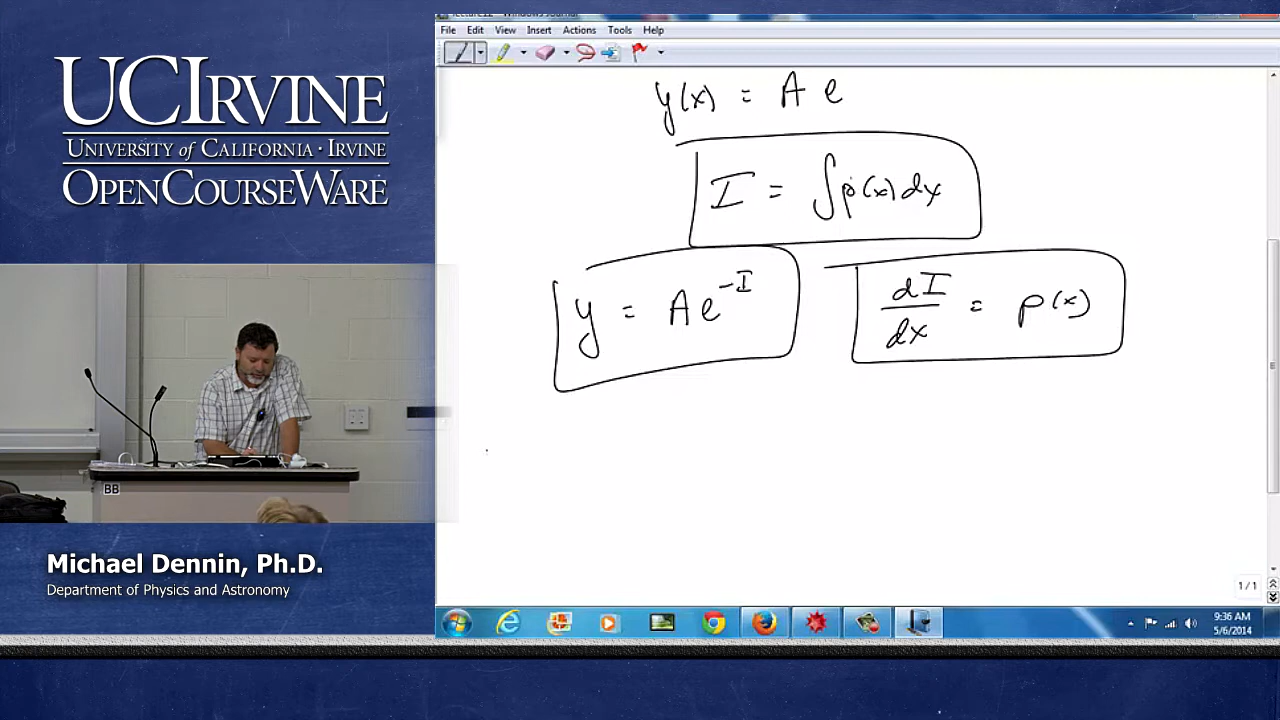 UCIRVINE
UNIVERSITY of CALIFORNIA · IRVINE
OPENCOURSEWARE
File Edit View Insert Actions Tools Help
y(x) = A e
I = ∫p(x)dx
y = Ae^{-I}
dI/dx = p(x)
BB
Michael Dennin, Ph.D.
Department of Physics and Astronomy
1/1
9:36 AM
5/6/2014